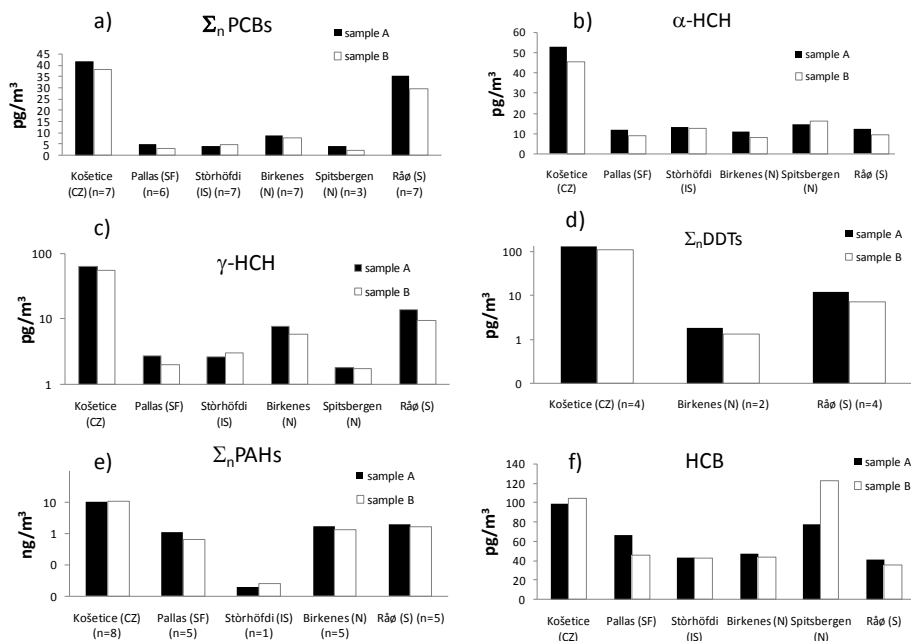 a)
Σn PCBs
sample A
sample B
pg/m³
45
40
35
30
25
20
15
10
5
0
Košetice (CZ) (n=7)
Pallas (SF) (n=6)
Stòrhöfdi (IS) (n=7)
Birkenes (N) (n=7)
Spitsbergen (N) (n=3)
Råø (S) (n=7)
b)
α-HCH
sample A
sample B
pg/m³
60
50
40
30
20
10
0
Košetice (CZ)
Pallas (SF)
Stòrhöfdi (IS)
Birkenes (N)
Spitsbergen (N)
Råø (S)
c)
γ-HCH
sample A
sample B
pg/m³
100
10
1
Košetice (CZ)
Pallas (SF)
Stòrhöfdi (IS)
Birkenes (N)
Spitsbergen (N)
Råø (S)
d)
ΣnDDTs
sample A
sample B
pg/m³
100
10
1
0
Košetice (CZ) (n=4)
Birkenes (N) (n=2)
Råø (S) (n=4)
e)
ΣnPAHs
sample A
sample B
ng/m³
10
1
0
0
Košetice (CZ) (n=8)
Pallas (SF) (n=5)
Stòrhöfdi (IS) (n=1)
Birkenes (N) (n=5)
Råø (S) (n=5)
f)
HCB
sample A
sample B
pg/m³
140
120
100
80
60
40
20
0
Košetice (CZ)
Pallas (SF)
Stòrhöfdi (IS)
Birkenes (N)
Spitsbergen (N)
Råø (S)